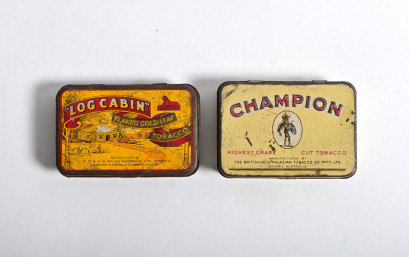 "LOG CABIN"
FLAKED GOLD LEAF
TOBACCO
CHAMPION
HIGHEST GRADE CUT TOBACCO
MANUFACTURED BY
THE BRITISH-AUSTRALASIAN TOBACCO CO. PPTY. LTD.
SYDNEY AUSTRALIA